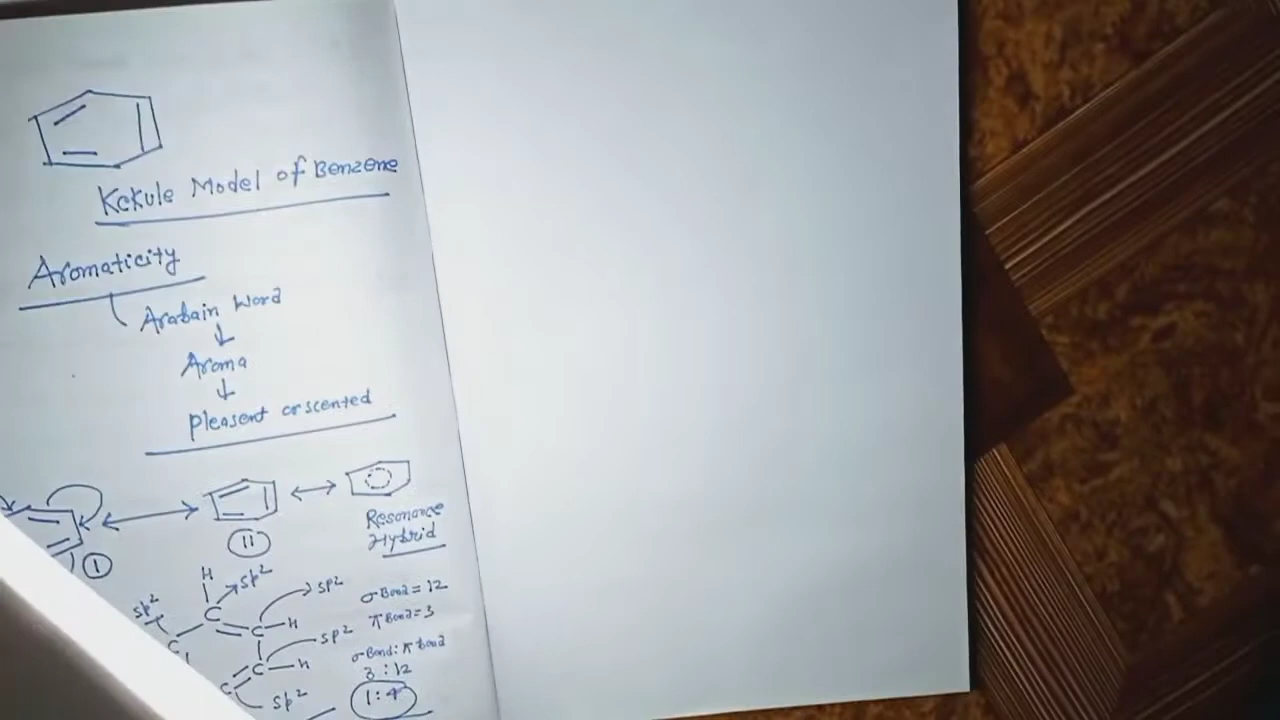 Kekule Model of Benzene
Aromaticity
Arabain Word
↓
Aroma
↓
Pleasent or scented
I
II
Resonance
Hybrid
H
sp2
sp2
sp2
C
C
H
C
sp2
C
H
C
sp2
σ Bond = 12
π Bond = 3
σ-Bond : π bond
3 : 12
1 : 4